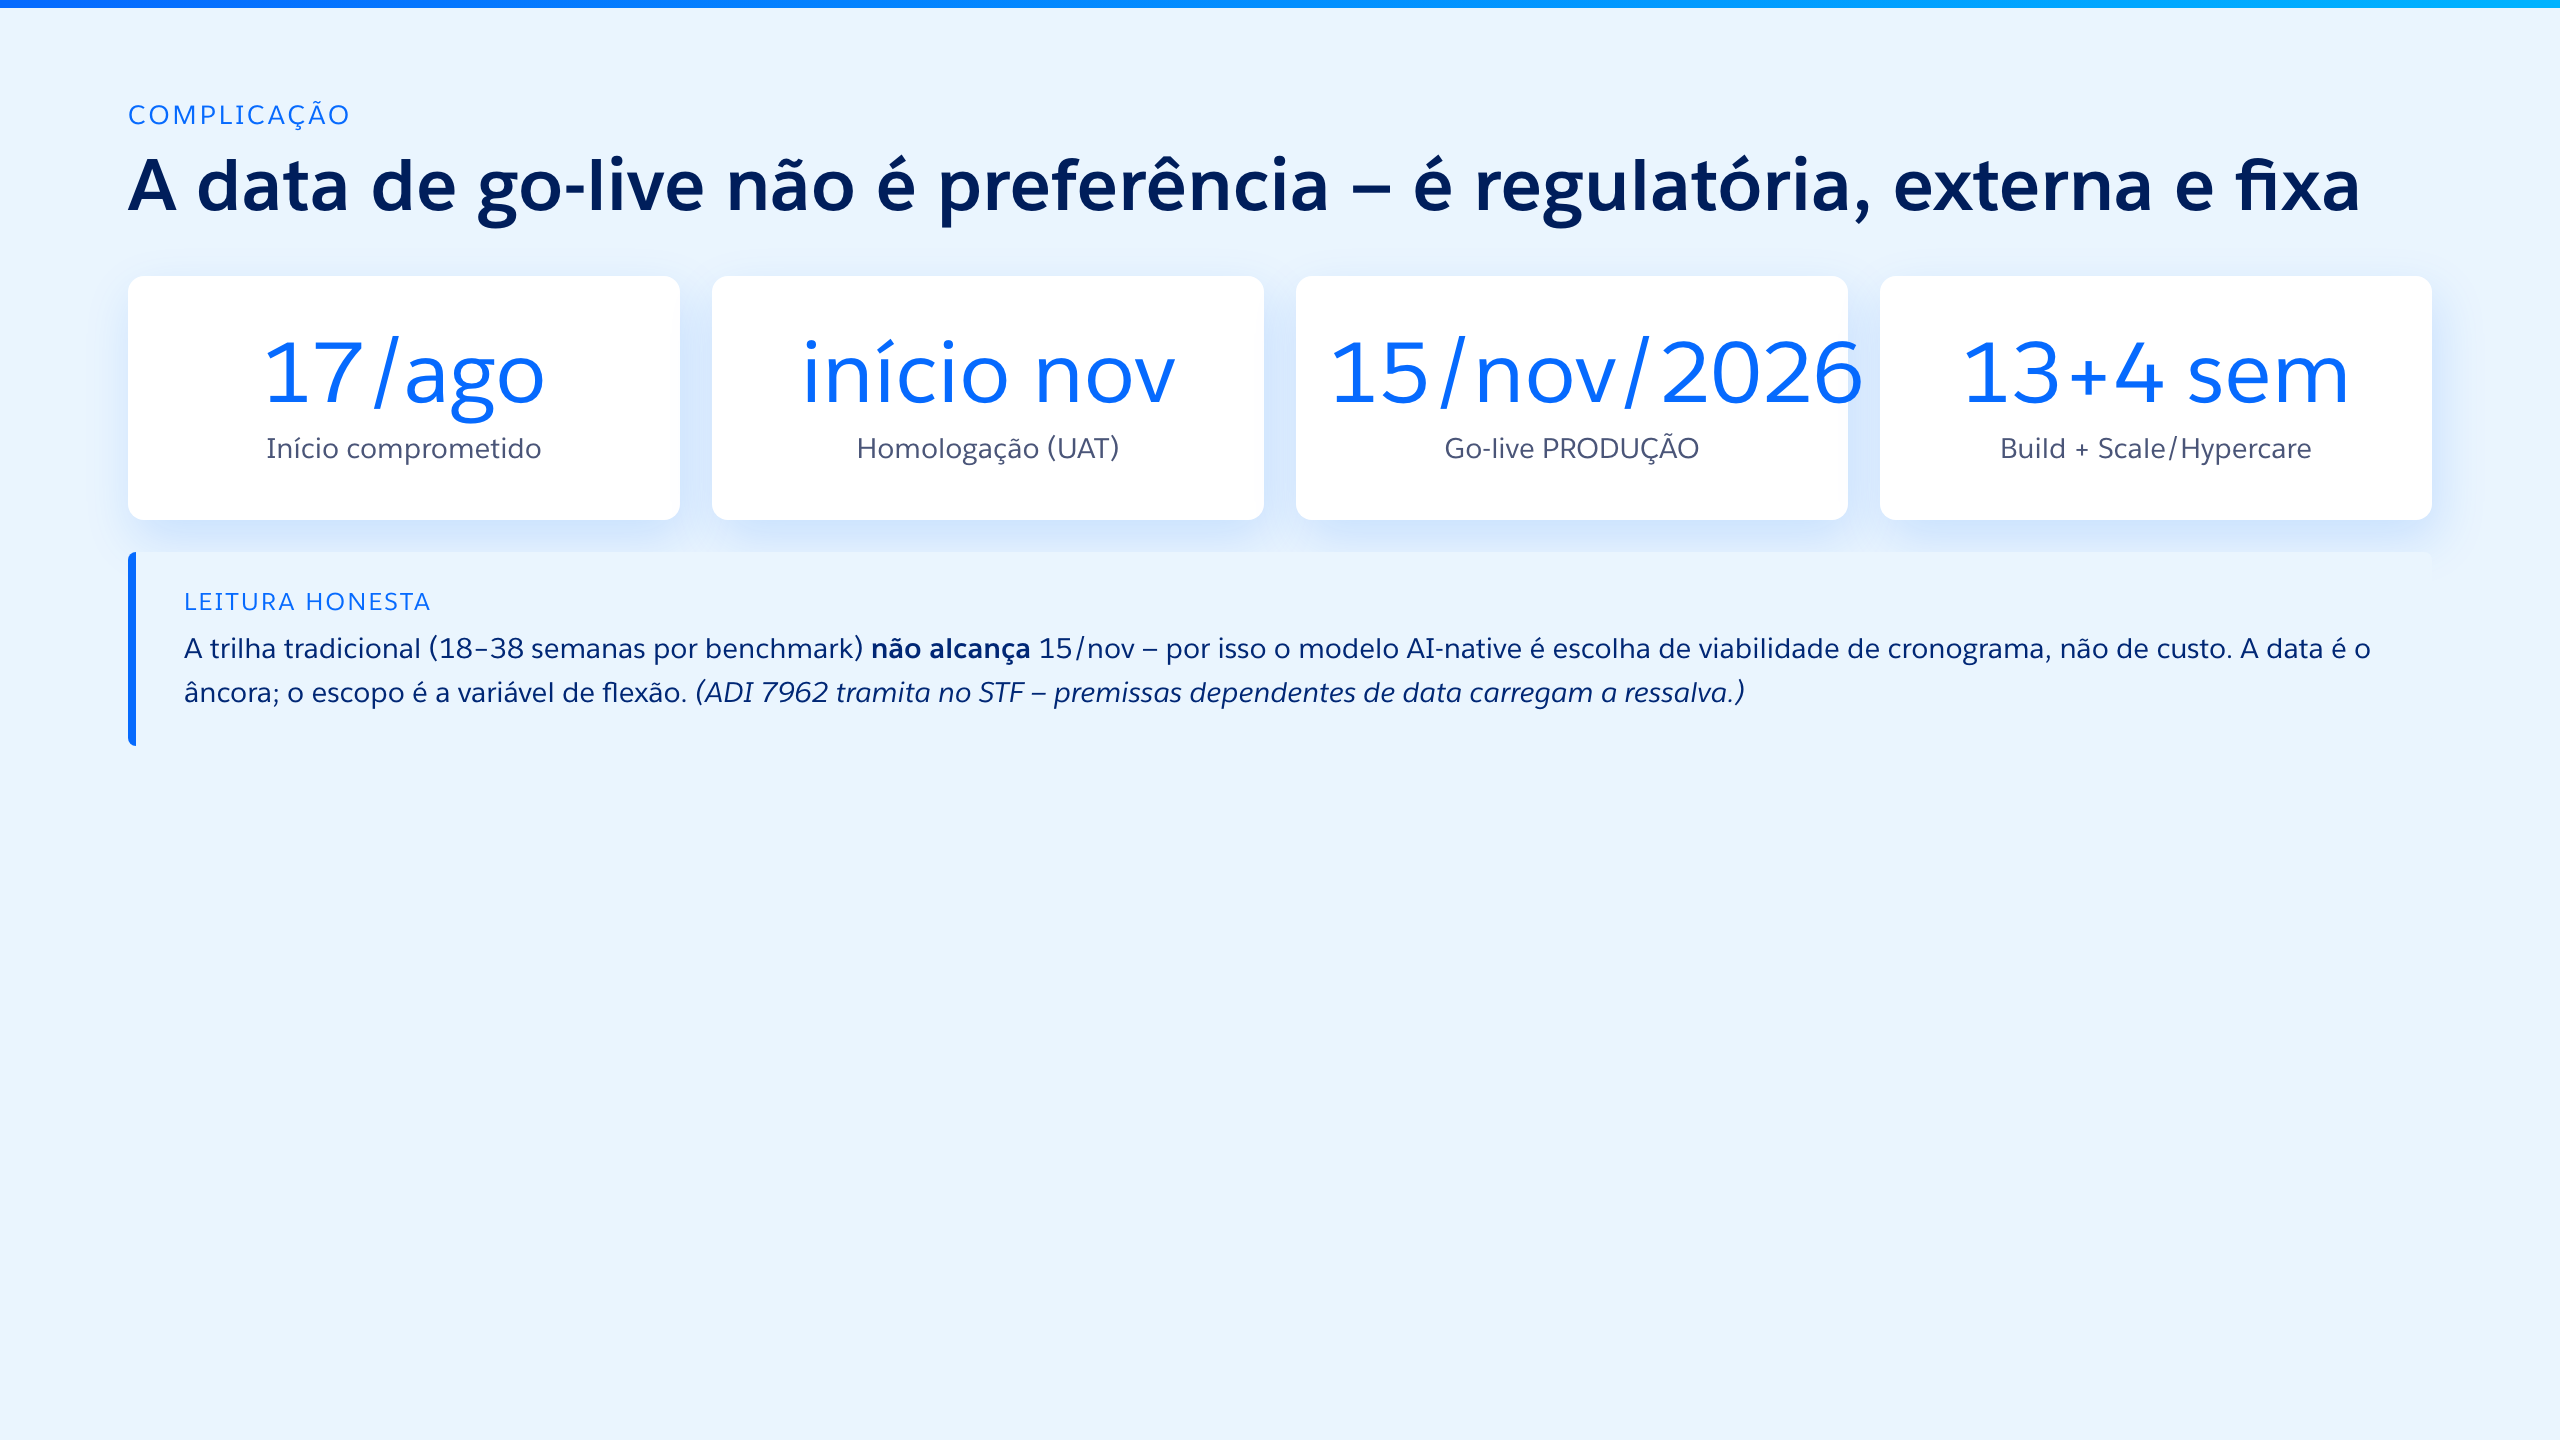 COMPLICAÇÃO
A data de go-live não é preferência – é regulatória, externa e fixa
17/ago
Início comprometido
início nov
Homologação (UAT)
15/nov/2026
Go-live PRODUÇÃO
13+4 sem
Build + Scale/Hypercare
LEITURA HONESTA
A trilha tradicional (18–38 semanas por benchmark) não alcança 15/nov – por isso o modelo AI-native é escolha de viabilidade de cronograma, não de custo. A data é o
âncora; o escopo é a variável de flexão. (ADI 7962 tramita no STF – premissas dependentes de data carregam a ressalva.)